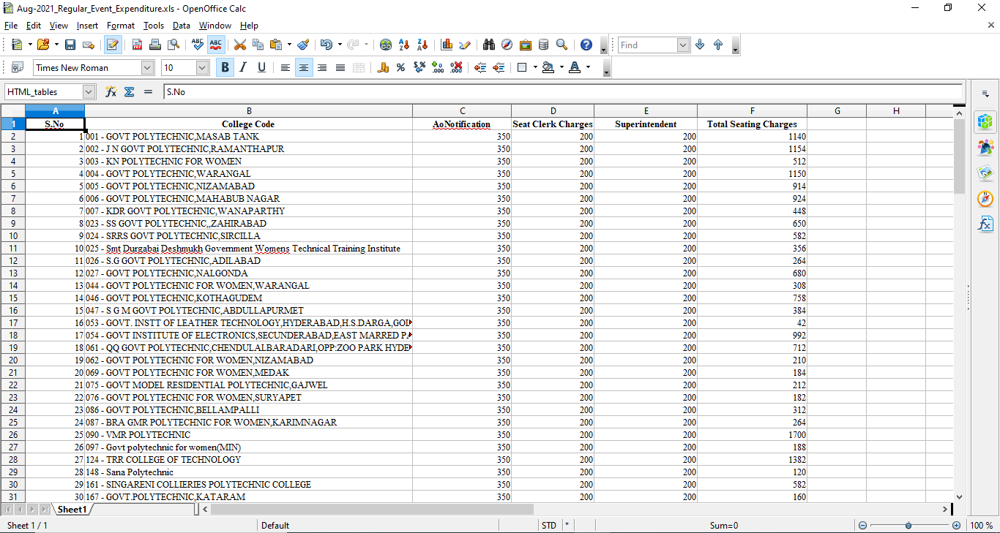 Aug-2021_Regular_Event_Expenditure.xls - OpenOffice Calc
File Edit View Insert Format Tools Data Window Help
Find
Times New Roman 10
HTML_tables S.No
A B C D E F G H
1 S.No College Code AoNotification Seat Clerk Charges Superintendent Total Seating Charges
2 1 001 - GOVT POLYTECHNIC,MASAB TANK 350 200 200 1140
3 2 002 - J N GOVT POLYTECHNIC,RAMANTHAPUR 350 200 200 1154
4 3 003 - KN POLYTECHNIC FOR WOMEN 350 200 200 512
5 4 004 - GOVT POLYTECHNIC,WARANGAL 350 200 200 1150
6 5 005 - GOVT POLYTECHNIC,NIZAMABAD 350 200 200 914
7 6 006 - GOVT POLYTECHNIC,MAHABUB NAGAR 350 200 200 924
8 7 007 - KDR GOVT POLYTECHNIC,WANAPARTHY 350 200 200 448
9 8 023 - SS GOVT POLYTECHNIC,,ZAHIRABAD 350 200 200 650
10 9 024 - SRRS GOVT POLYTECHNIC,SIRCILLA 350 200 200 582
11 10 025 - Smt Durgabai Deshmukh Government Womens Technical Training Institute 350 200 200 356
12 11 026 - S.G GOVT POLYTECHNIC,ADILABAD 350 200 200 264
13 12 027 - GOVT POLYTECHNIC,NALGONDA 350 200 200 680
14 13 044 - GOVT POLYTECHNIC FOR WOMEN,WARANGAL 350 200 200 308
15 14 046 - GOVT POLYTECHNIC,KOTHAGUDEM 350 200 200 758
16 15 047 - S G M GOVT POLYTECHNIC,ABDULLAPURMET 350 200 200 384
17 16 053 - GOVT. INSTT OF LEATHER TECHNOLOGY,HYDERABAD,H.S.DARGA,GOL 350 200 200 42
18 17 054 - GOVT INSTITUTE OF ELECTRONICS,SECUNDERABAD,EAST MARRED PA 350 200 200 992
19 18 061 - QQ GOVT POLYTECHNIC,CHENDULALBARADARI,OPP:ZOO PARK HYDE 350 200 200 712
20 19 062 - GOVT POLYTECHNIC FOR WOMEN,NIZAMABAD 350 200 200 210
21 20 069 - GOVT POLYTECHNIC FOR WOMEN,MEDAK 350 200 200 184
22 21 075 - GOVT MODEL RESIDENTIAL POLYTECHNIC,GAJWEL 350 200 200 212
23 22 076 - GOVT POLYTECHNIC FOR WOMEN,SURYAPET 350 200 200 182
24 23 086 - GOVT POLYTECHNIC,BELLAMPALLI 350 200 200 312
25 24 087 - BRA GMR POLYTECHNIC FOR WOMEN,KARIMNAGAR 350 200 200 264
26 25 090 - VMR POLYTECHNIC 350 200 200 1700
27 26 097 - Govt polytechnic for women(MIN) 350 200 200 188
28 27 124 - TRR COLLEGE OF TECHNOLOGY 350 200 200 1382
29 28 148 - Sana Polytechnic 350 200 200 120
30 29 161 - SINGARENI COLLIERIES POLYTECHNIC COLLEGE 350 200 200 582
31 30 167 - GOVT.POLYTECHNIC,KATARAM 350 200 200 160
Sheet1
Sheet 1 / 1 Default STD * Sum=0 100 %